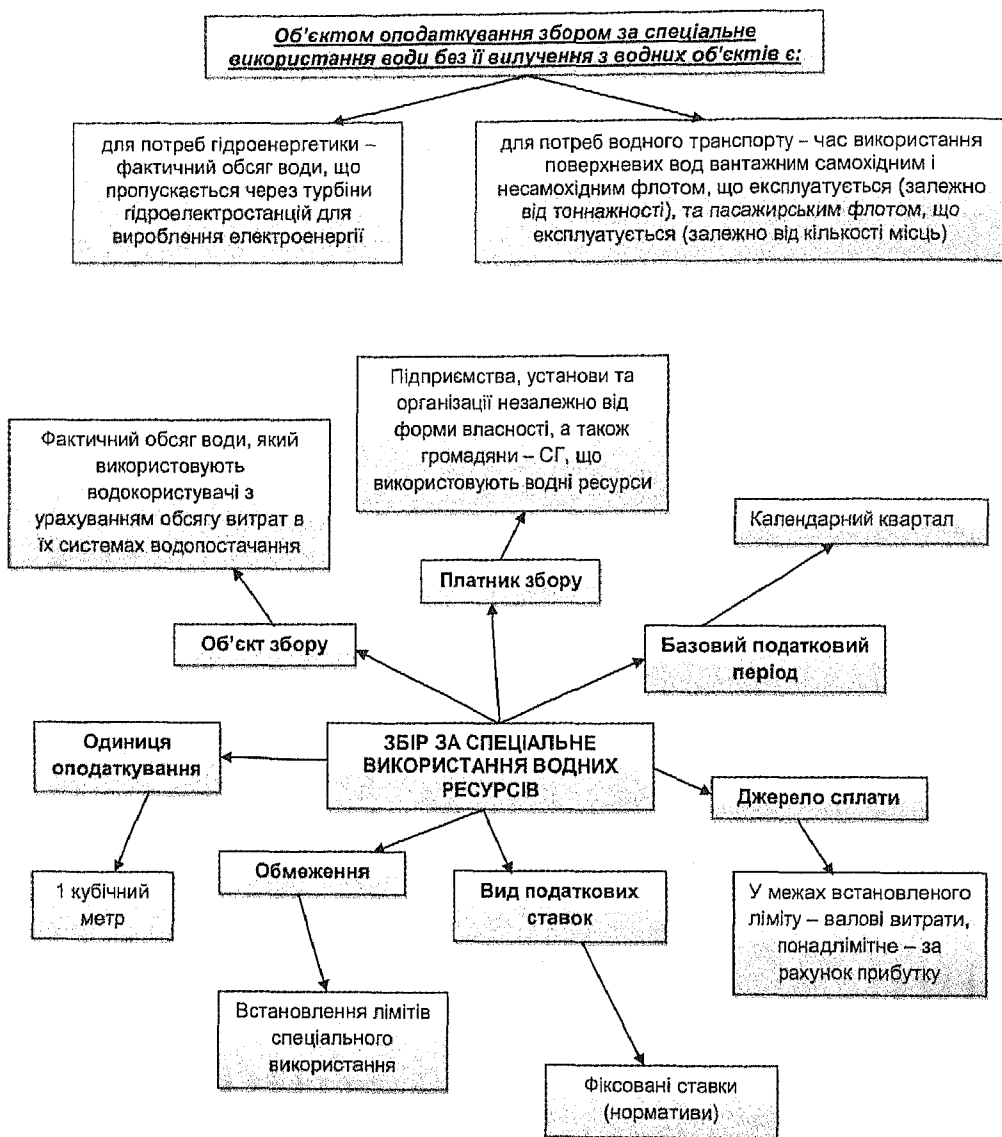 Об'єктом оподаткування збором за спеціальне
використання води без її вилучення з водних об'єктів є:
для потреб гідроенергетики –
фактичний обсяг води, що
пропускається через турбіни
гідроелектростанцій для
вироблення електроенергії
для потреб водного транспорту – час використання
поверхневих вод вантажним самохідним і
несамохідним флотом, що експлуатується (залежно
від тоннажності), та пасажирським флотом, що
експлуатується (залежно від кількості місць)
Підприємства, установи та
організації незалежно від
форми власності, а також
громадяни – СГ, що
використовують водні ресурси
Фактичний обсяг води, який
використовують
водокористувачі з
урахуванням обсягу витрат в
їх системах водопостачання
Календарний квартал
Платник збору
Об'єкт збору
Базовий податковий
період
Одиниця
оподаткування
ЗБІР ЗА СПЕЦІАЛЬНЕ
ВИКОРИСТАННЯ ВОДНИХ
РЕСУРСІВ
Джерело сплати
Обмеження
Вид податкових
ставок
1 кубічний
метр
У межах встановленого
ліміту – валові витрати,
понадлімітне – за
рахунок прибутку
Встановлення лімітів
спеціального
використання
Фіксовані ставки
(нормативи)